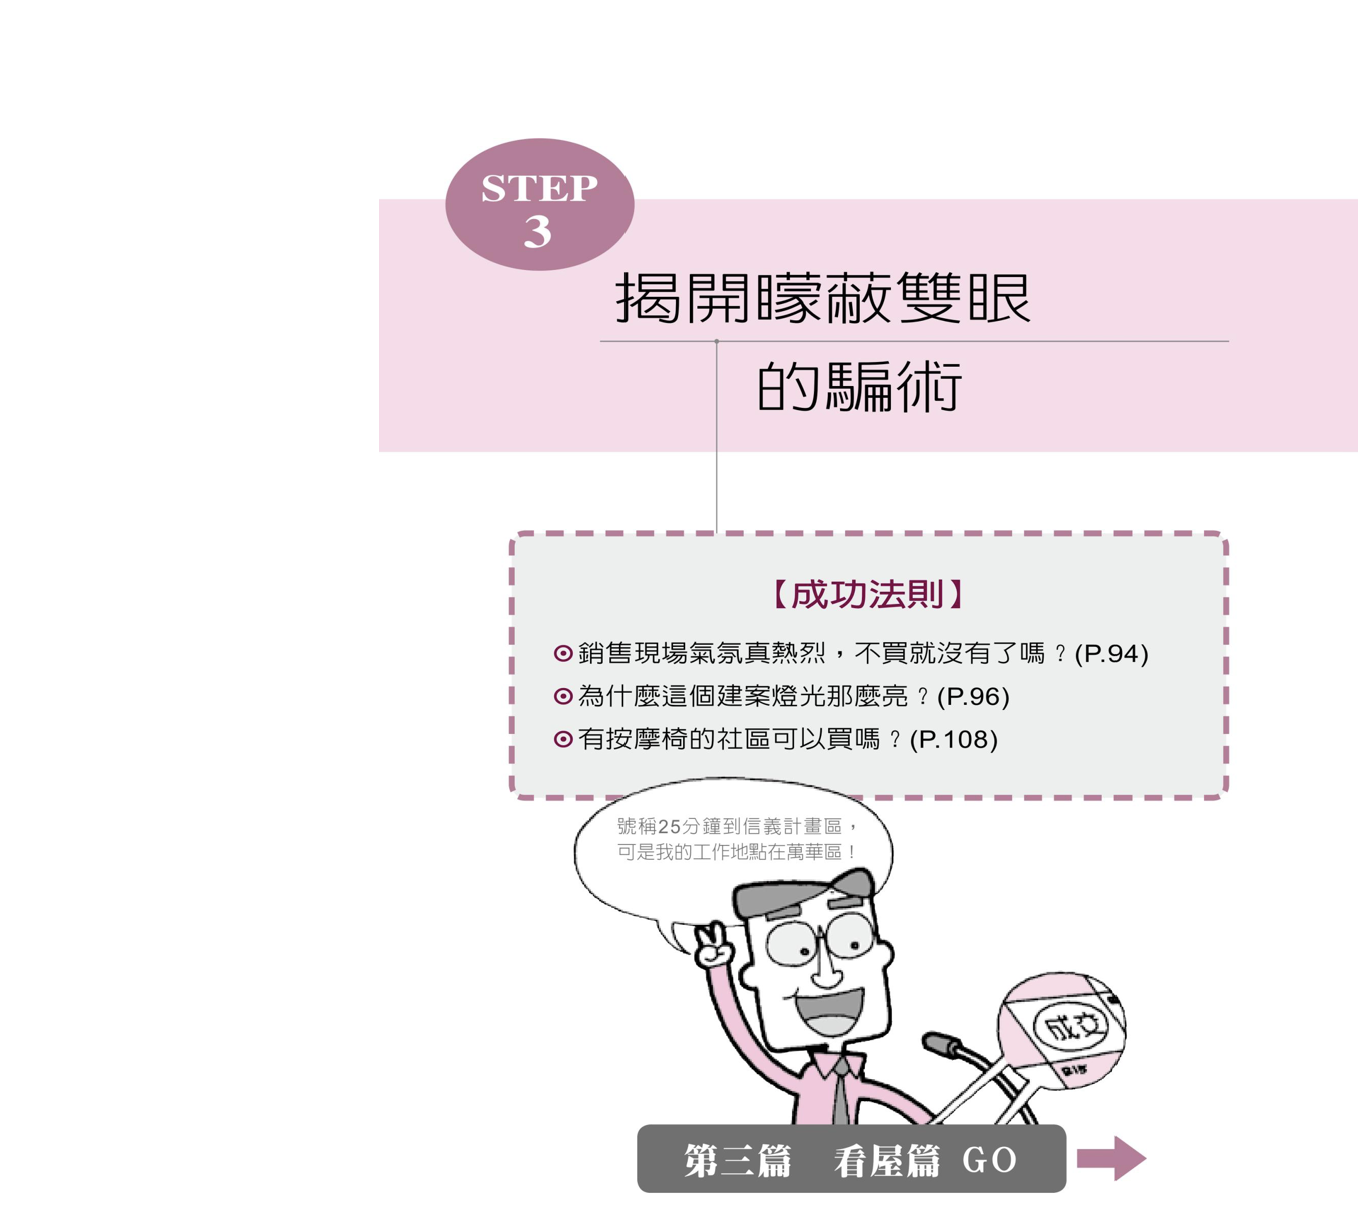 STEP
3
揭開矇蔽雙眼
的騙術
【成功法則】
銷售現場氣氛真熱烈，不買就沒有了嗎？(P.94)
為什麼這個建案燈光那麼亮？(P.96)
有按摩椅的社區可以買嗎？(P.108)
號稱25分鐘到信義計畫區，
可是我的工作地點在萬華區！
成交
第三篇　看屋篇 GO